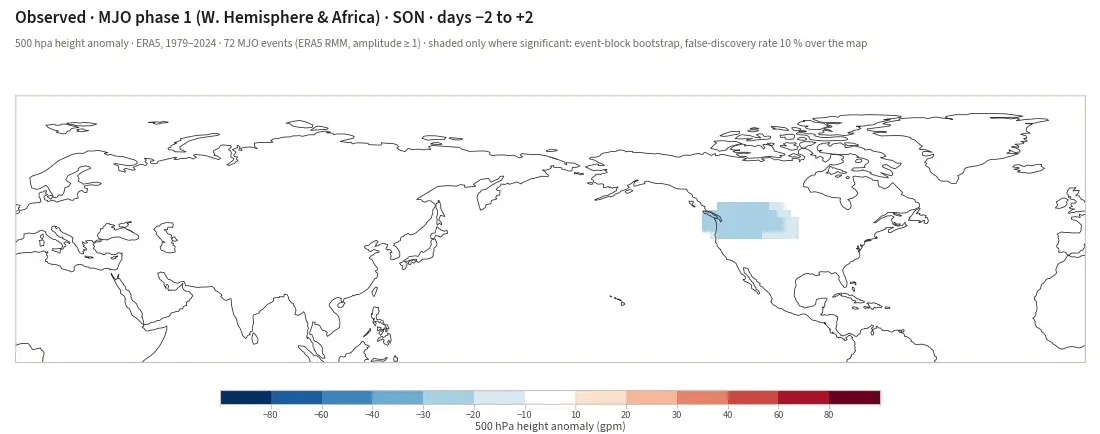 Observed · MJO phase 1 (W. Hemisphere & Africa) · SON · days −2 to +2
500 hpa height anomaly · ERA5, 1979–2024 · 72 MJO events (ERA5 RMM, amplitude ≥ 1) · shaded only where significant: event-block bootstrap, false-discovery rate 10 % over the map
−80 −60 −40 −30 −20 −10 10 20 30 40 60 80
500 hPa height anomaly (gpm)